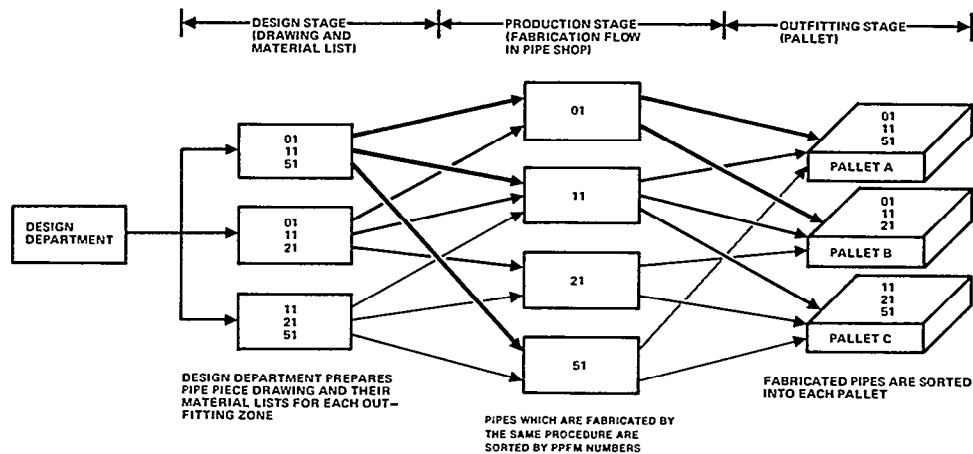 DESIGN STAGE
(DRAWING AND
MATERIAL LIST)
PRODUCTION STAGE
(FABRICATION FLOW
IN PIPE SHOP)
OUTFITTING STAGE
(PALLET)
DESIGN
DEPARTMENT
01
11
51
01
11
21
11
21
51
01
11
21
51
01
11
51
PALLET A
01
11
21
PALLET B
11
21
51
PALLET C
DESIGN DEPARTMENT PREPARES
PIPE PIECE DRAWING AND THEIR
MATERIAL LISTS FOR EACH OUT–
FITTING ZONE
PIPES WHICH ARE FABRICATED BY
THE SAME PROCEDURE ARE
SORTED BY PPFM NUMBERS
FABRICATED PIPES ARE SORTED
INTO EACH PALLET